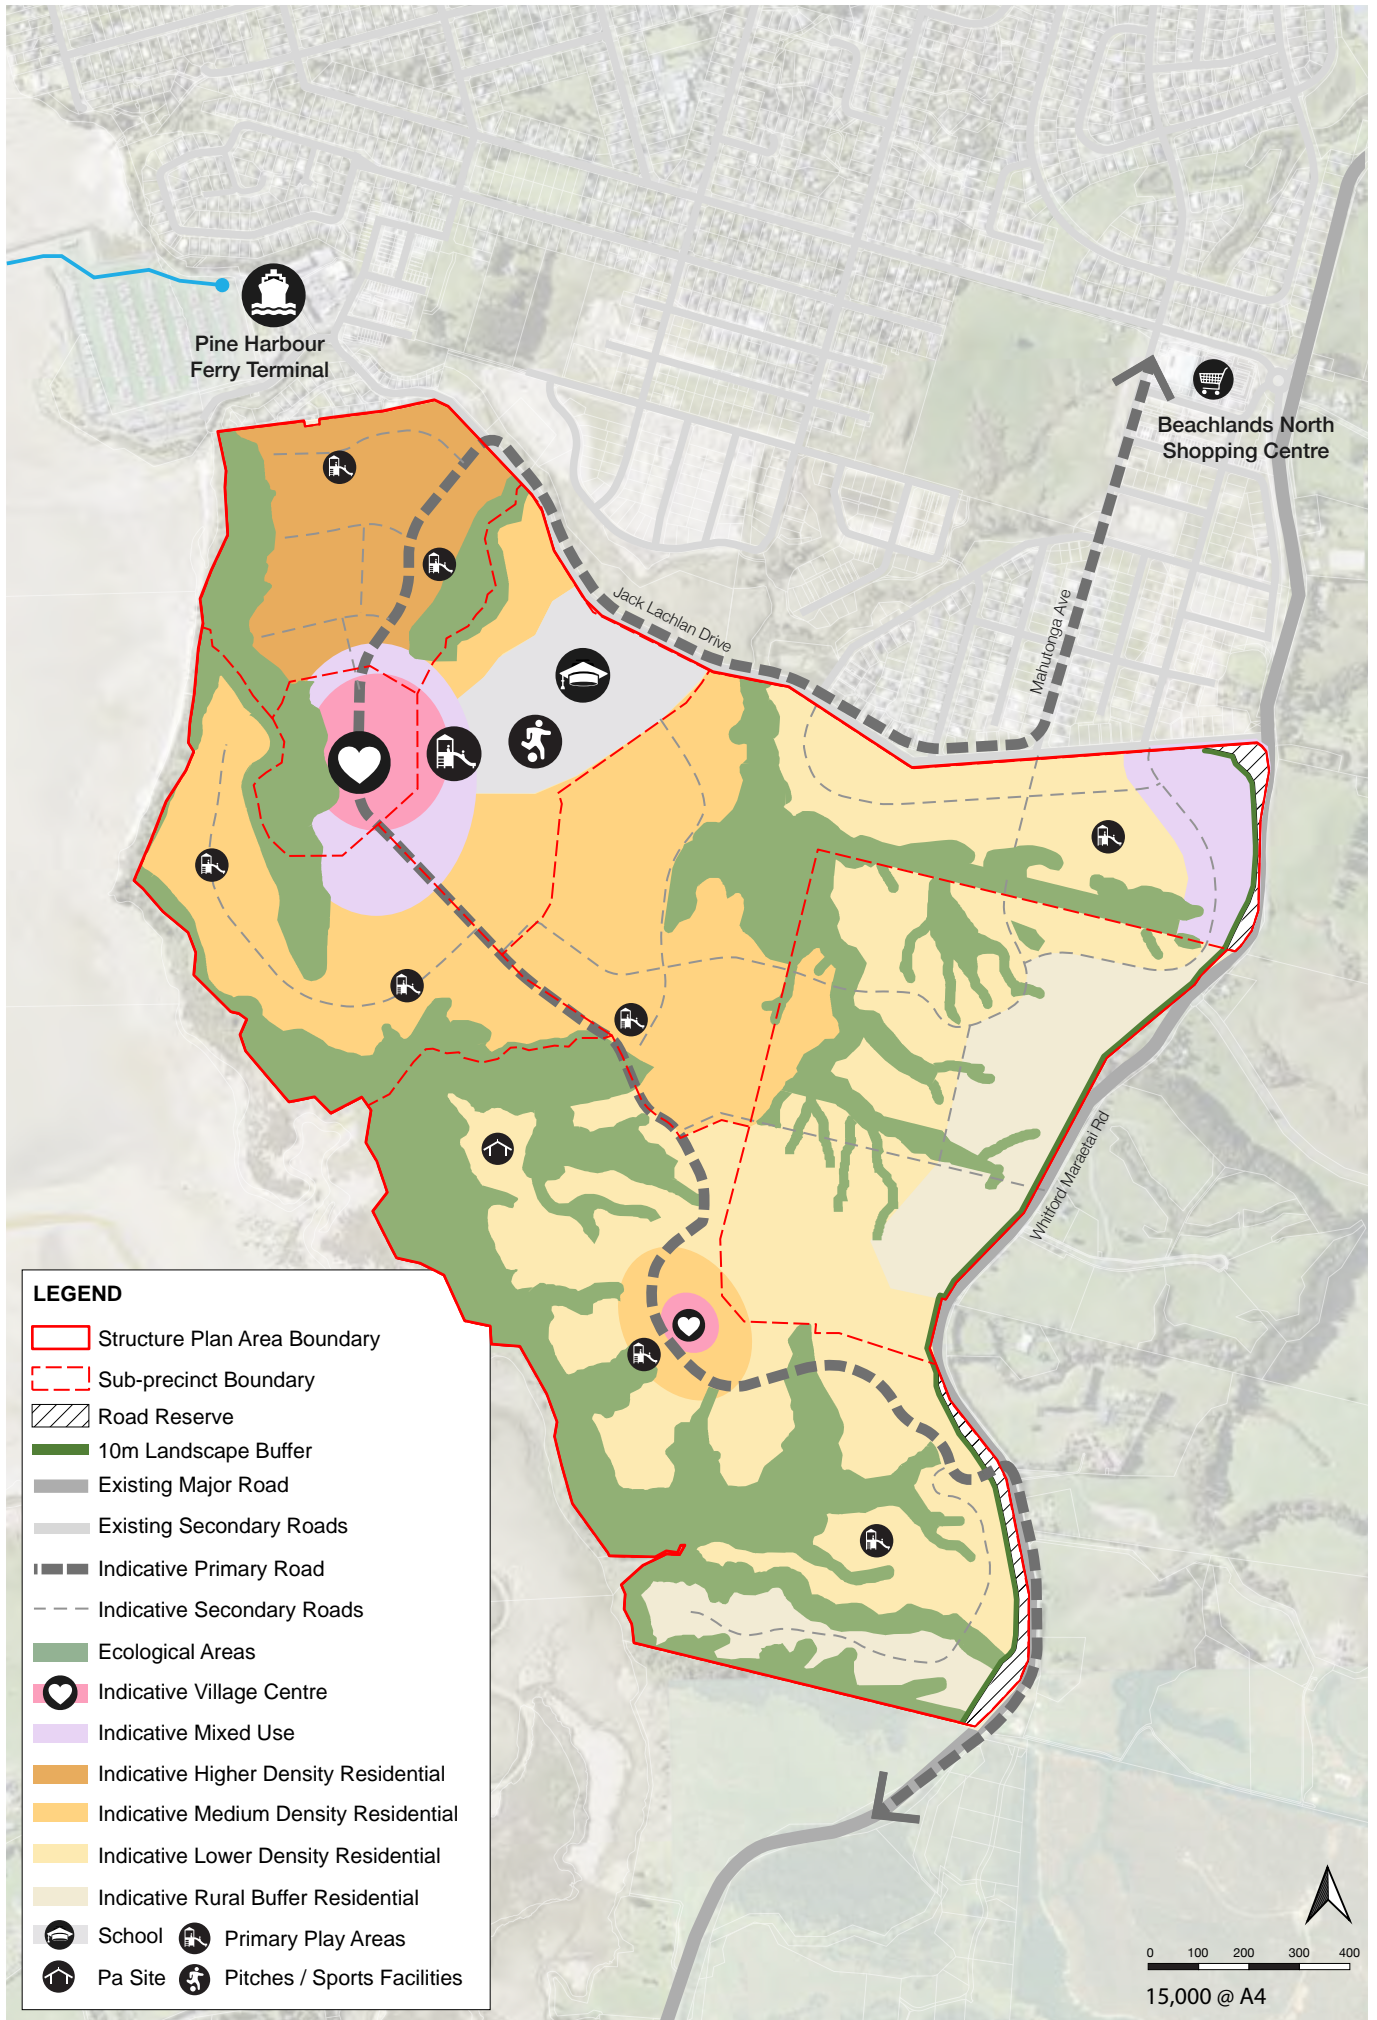 Pine Harbour
Ferry Terminal
Beachlands North
Shopping Centre
Jack Lachlan Drive
Mahutonga Ave
Whitford Maraetai Rd
LEGEND
Structure Plan Area Boundary
Sub-precinct Boundary
Road Reserve
10m Landscape Buffer
Existing Major Road
Existing Secondary Roads
Indicative Primary Road
Indicative Secondary Roads
Ecological Areas
Indicative Village Centre
Indicative Mixed Use
Indicative Higher Density Residential
Indicative Medium Density Residential
Indicative Lower Density Residential
Indicative Rural Buffer Residential
School Primary Play Areas
Pa Site Pitches / Sports Facilities
0 100 200 300 400
15,000 @ A4